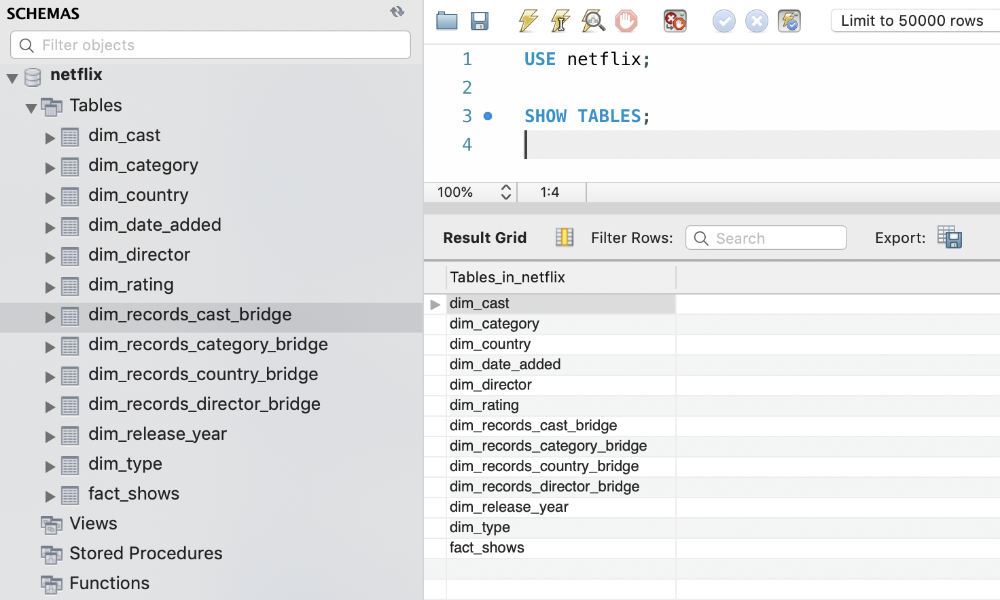 SCHEMAS
Filter objects
netflix
Tables
dim_cast
dim_category
dim_country
dim_date_added
dim_director
dim_rating
dim_records_cast_bridge
dim_records_category_bridge
dim_records_country_bridge
dim_records_director_bridge
dim_release_year
dim_type
fact_shows
Views
Stored Procedures
Functions
Limit to 50000 rows
1 USE netflix;
2
3 SHOW TABLES;
4
100% 1:4
Result Grid Filter Rows: Search Export:
Tables_in_netflix
dim_cast
dim_category
dim_country
dim_date_added
dim_director
dim_rating
dim_records_cast_bridge
dim_records_category_bridge
dim_records_country_bridge
dim_records_director_bridge
dim_release_year
dim_type
fact_shows